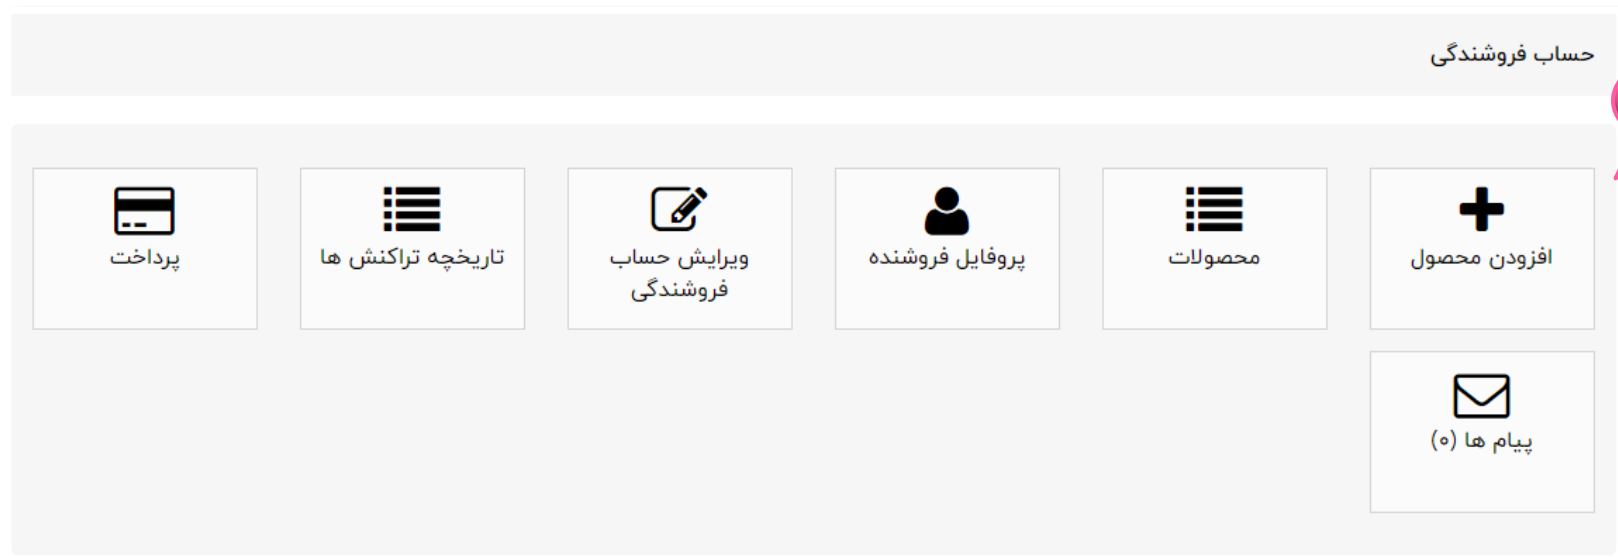 حساب فروشندگی
افزودن محصول
محصولات
پروفایل فروشنده
ویرایش حساب
فروشندگی
تاریخچه تراکنش ها
پرداخت
پیام ها (۰)